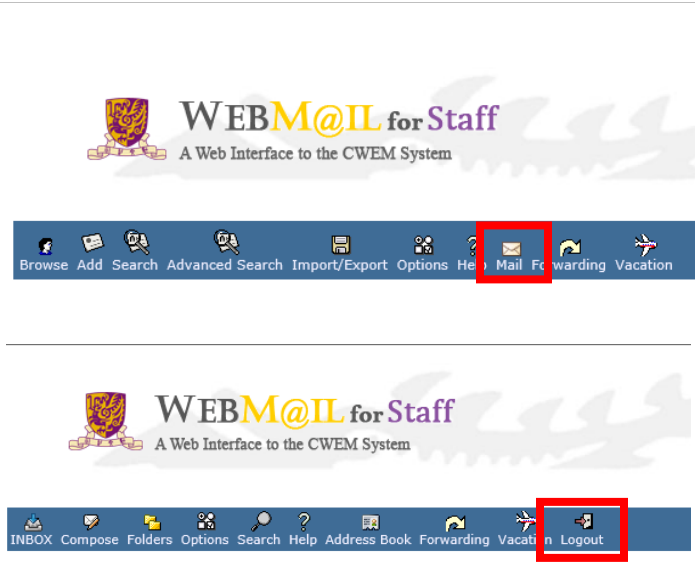 WEBM@IL for Staff
A Web Interface to the CWEM System
Browse Add Search Advanced Search Import/Export Options Help Mail Forwarding Vacation
WEBM@IL for Staff
A Web Interface to the CWEM System
INBOX Compose Folders Options Search Help Address Book Forwarding Vacation Logout